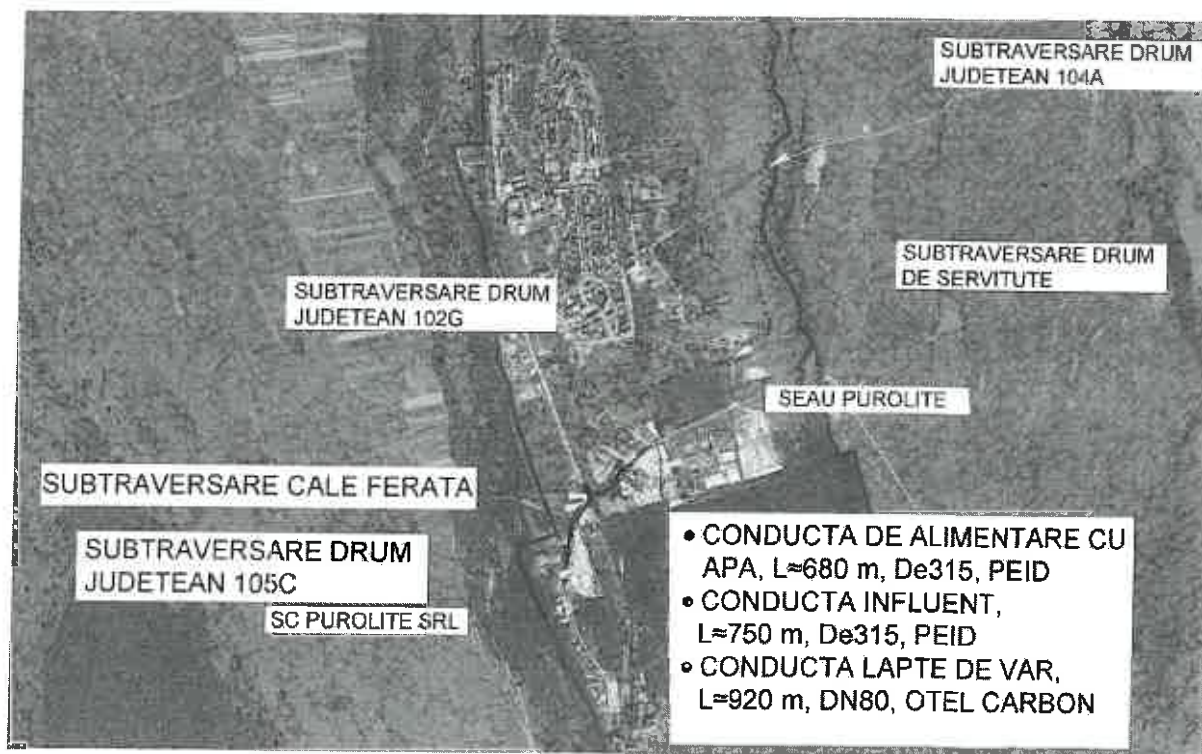 SUBTRAVERSARE DRUM
JUDETEAN 104A
SUBTRAVERSARE DRUM
DE SERVITUTE
SUBTRAVERSARE DRUM
JUDETEAN 102G
SEAU PUROLITE
SUBTRAVERSARE CALE FERATA
SUBTRAVERSARE DRUM
JUDETEAN 105C
SC PUROLITE SRL
• CONDUCTA DE ALIMENTARE CU
APA, L≈680 m, De315, PEID
• CONDUCTA INFLUENT,
L≈750 m, De315, PEID
• CONDUCTA LAPTE DE VAR,
L≈920 m, DN80, OTEL CARBON